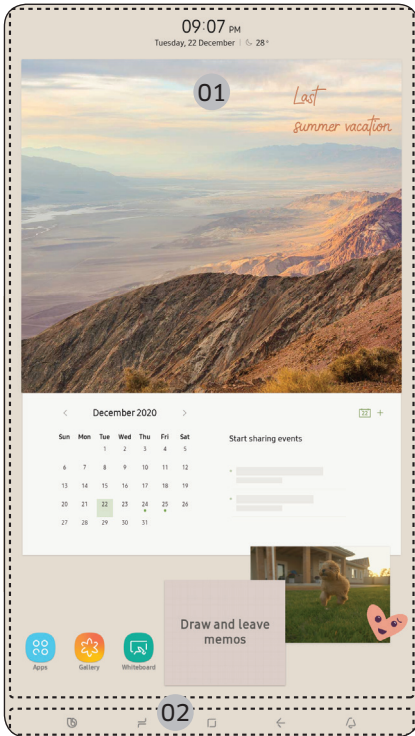 09:07 PM
Tuesday, 22 December 28°
01
Last
summer vacation
< December 2020 >
22 +
Sun Mon Tue Wed Thu Fri Sat
1 2 3 4 5
6 7 8 9 10 11 12
13 14 15 16 17 18 19
20 21 22 23 24 25 26
27 28 29 30 31
Start sharing events
Draw and leave
memos
Apps Gallery Whiteboard
02